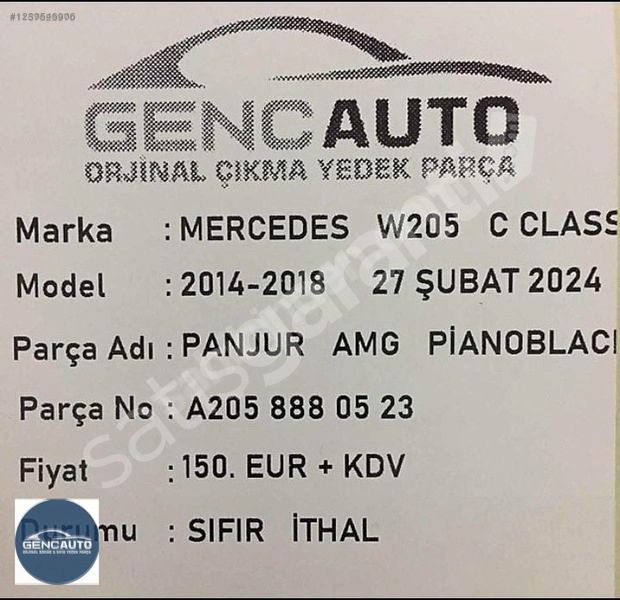 GENCAUTO
ORJİNAL ÇIKMA YEDEK PARÇA
Marka : MERCEDES W205 C CLASS
Model : 2014-2018 27 ŞUBAT 2024
Parça Adı : PANJUR AMG PİANOBLAC
Parça No : A205 888 05 23
Fiyat : 150. EUR + KDV
Durumu : SIFIR İTHAL
GENCAUTO
satışgaranti